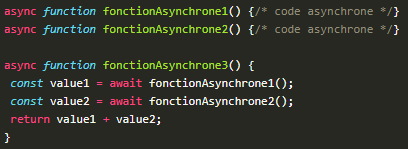 async function fonctionAsynchrone1() {/* code asynchrone */}
async function fonctionAsynchrone2() {/* code asynchrone */}

async function fonctionAsynchrone3() {
 const value1 = await fonctionAsynchrone1();
 const value2 = await fonctionAsynchrone2();
 return value1 + value2;
}